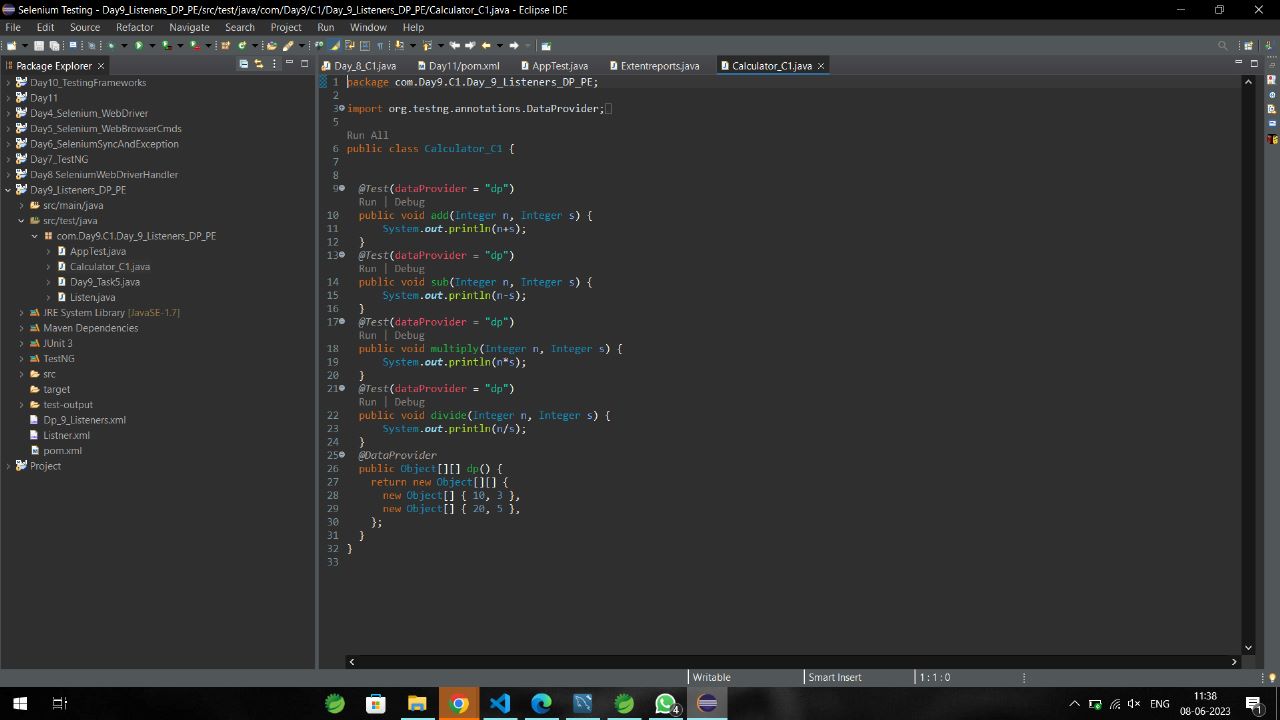 Selenium Testing - Day9_Listeners_DP_PE/src/test/java/com/Day9/C1/Day_9_Listeners_DP_PE/Calculator_C1.java - Eclipse IDE
File Edit Source Refactor Navigate Search Project Run Window Help
Package Explorer
Day_8_C1.java Day11/pom.xml AppTest.java Extentreports.java Calculator_C1.java
Day10_TestingFrameworks
Day11
Day4_Selenium_WebDriver
Day5_Selenium_WebBrowserCmds
Day6_SeleniumSyncAndException
Day7_TestNG
Day8 SeleniumWebDriverHandler
Day9_Listeners_DP_PE
src/main/java
src/test/java
com.Day9.C1.Day_9_Listeners_DP_PE
AppTest.java
Calculator_C1.java
Day9_Task5.java
Listen.java
JRE System Library [JavaSE-1.7]
Maven Dependencies
JUnit 3
TestNG
src
target
test-output
Dp_9_Listeners.xml
Listner.xml
pom.xml
Project
1 package com.Day9.C1.Day_9_Listeners_DP_PE;
2
3 import org.testng.annotations.DataProvider;
5
Run All
6 public class Calculator_C1 {
7
8
9 @Test(dataProvider = "dp")
Run | Debug
10 public void add(Integer n, Integer s) {
11 System.out.println(n+s);
12 }
13 @Test(dataProvider = "dp")
Run | Debug
14 public void sub(Integer n, Integer s) {
15 System.out.println(n-s);
16 }
17 @Test(dataProvider = "dp")
Run | Debug
18 public void multiply(Integer n, Integer s) {
19 System.out.println(n*s);
20 }
21 @Test(dataProvider = "dp")
Run | Debug
22 public void divide(Integer n, Integer s) {
23 System.out.println(n/s);
24 }
25 @DataProvider
26 public Object[][] dp() {
27 return new Object[][] {
28 new Object[] { 10, 3 },
29 new Object[] { 20, 5 },
30 };
31 }
32 }
33
Writable Smart Insert 1 : 1 : 0
4
ENG
11:38
08-06-2023
1